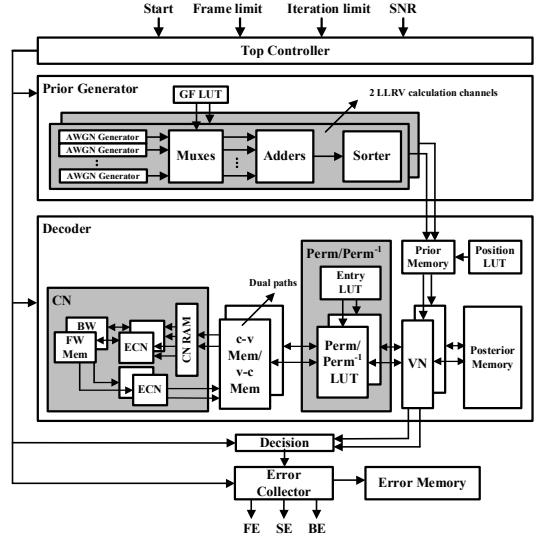 Start Frame limit Iteration limit SNR
Top Controller
Prior Generator
GF LUT
2 LLRV calculation channels
AWGN Generator
AWGN Generator
⋮
AWGN Generator
Muxes
⋮
Adders
Sorter
Decoder
Perm/Perm⁻¹
Prior
Memory
Position
LUT
Entry
LUT
Dual paths
CN
BW
FW
Mem
ECN
ECN
CN RAM
c-v
Mem/
v-c
Mem
Perm/
Perm⁻¹
LUT
VN
Posterior
Memory
Decision
Error
Collector
Error Memory
FE SE BE